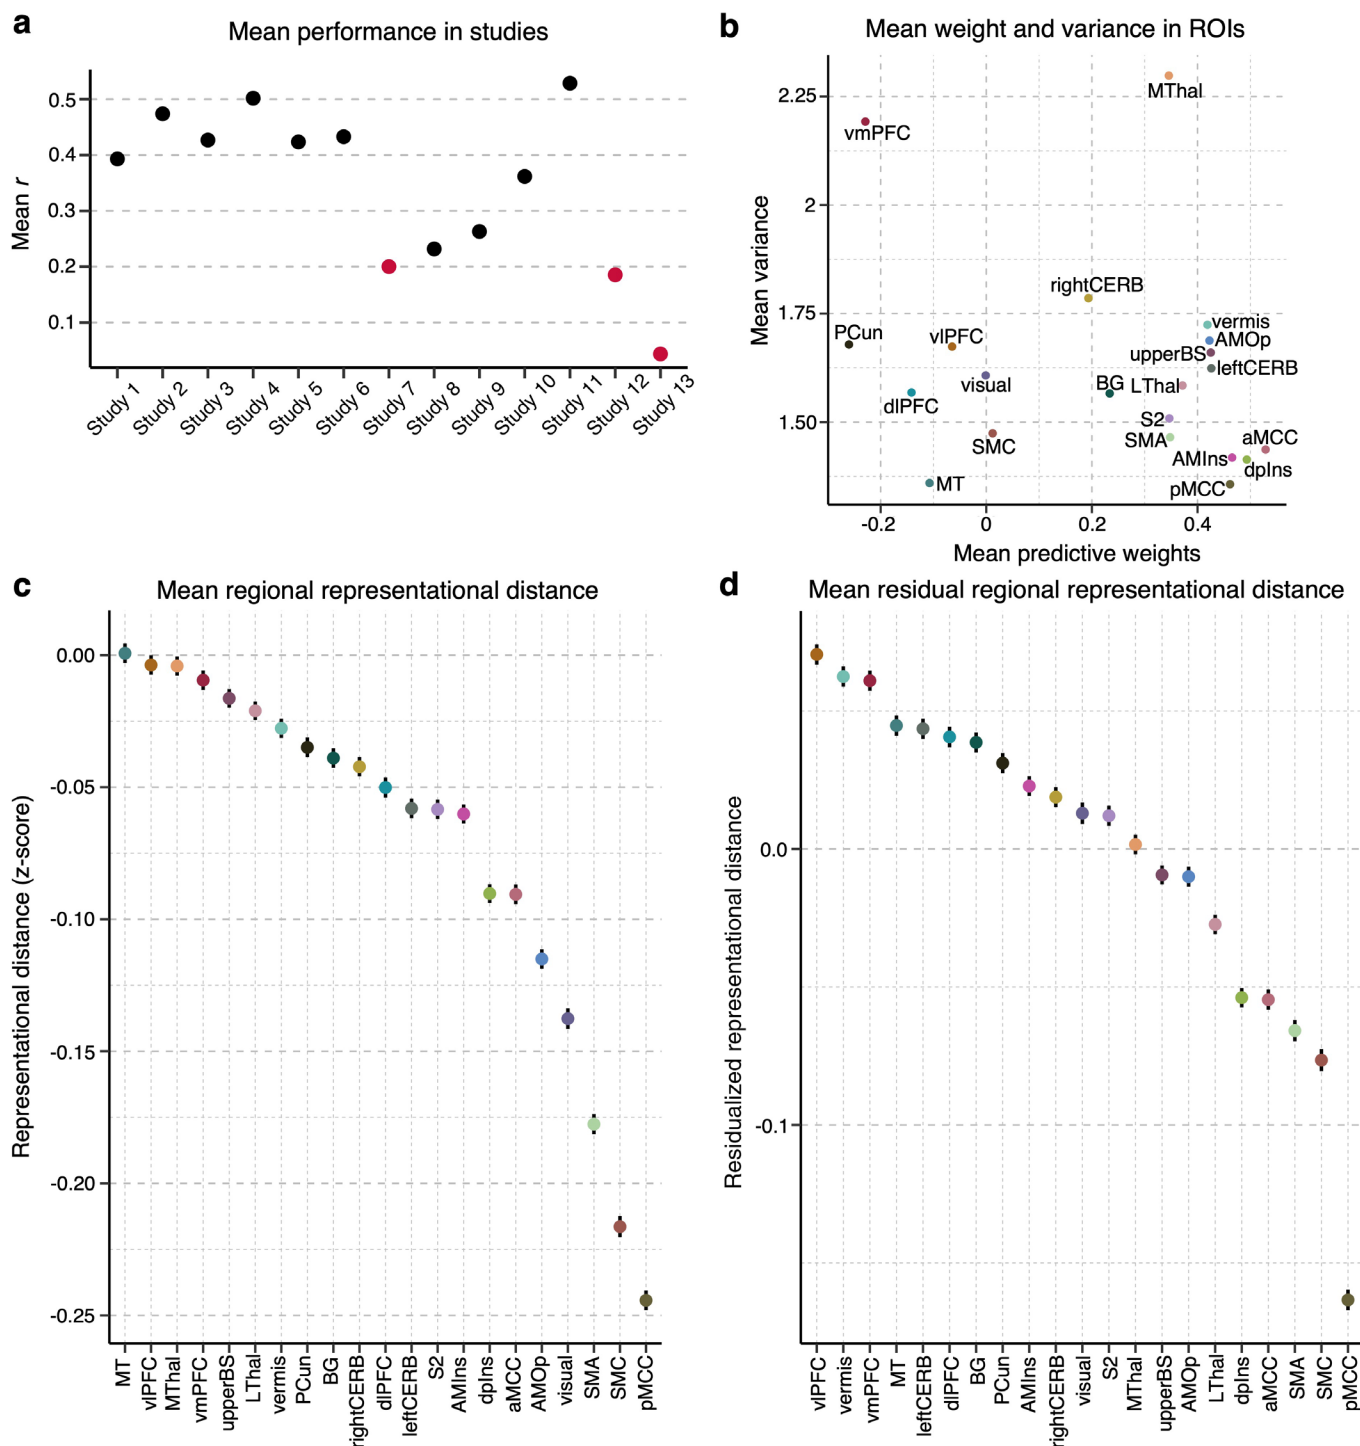 a
Mean performance in studies
Mean r
0.5
0.4
0.3
0.2
0.1
Study 1
Study 2
Study 3
Study 4
Study 5
Study 6
Study 7
Study 8
Study 9
Study 10
Study 11
Study 12
Study 13
b
Mean weight and variance in ROIs
Mean variance
2.25
2
1.75
1.50
MThal
vmPFC
rightCERB
PCun
vlPFC
vermis
AMOp
upperBS
leftCERB
visual
BG
LThal
dlPFC
S2
SMC
SMA
aMCC
AMIns
dpIns
MT
pMCC
-0.2
0
0.2
0.4
Mean predictive weights
c
Mean regional representational distance
Representational distance (z-score)
0.00
-0.05
-0.10
-0.15
-0.20
-0.25
MT
vlPFC
MThal
vmPFC
upperBS
LThal
vermis
PCun
BG
rightCERB
dlPFC
leftCERB
S2
AMIns
dpIns
aMCC
AMOp
visual
SMA
SMC
pMCC
d
Mean residual regional representational distance
Residualized representational distance
0.0
-0.1
vlPFC
vermis
vmPFC
MT
leftCERB
dlPFC
BG
PCun
AMIns
rightCERB
visual
S2
MThal
upperBS
AMOp
LThal
dpIns
aMCC
SMA
SMC
pMCC